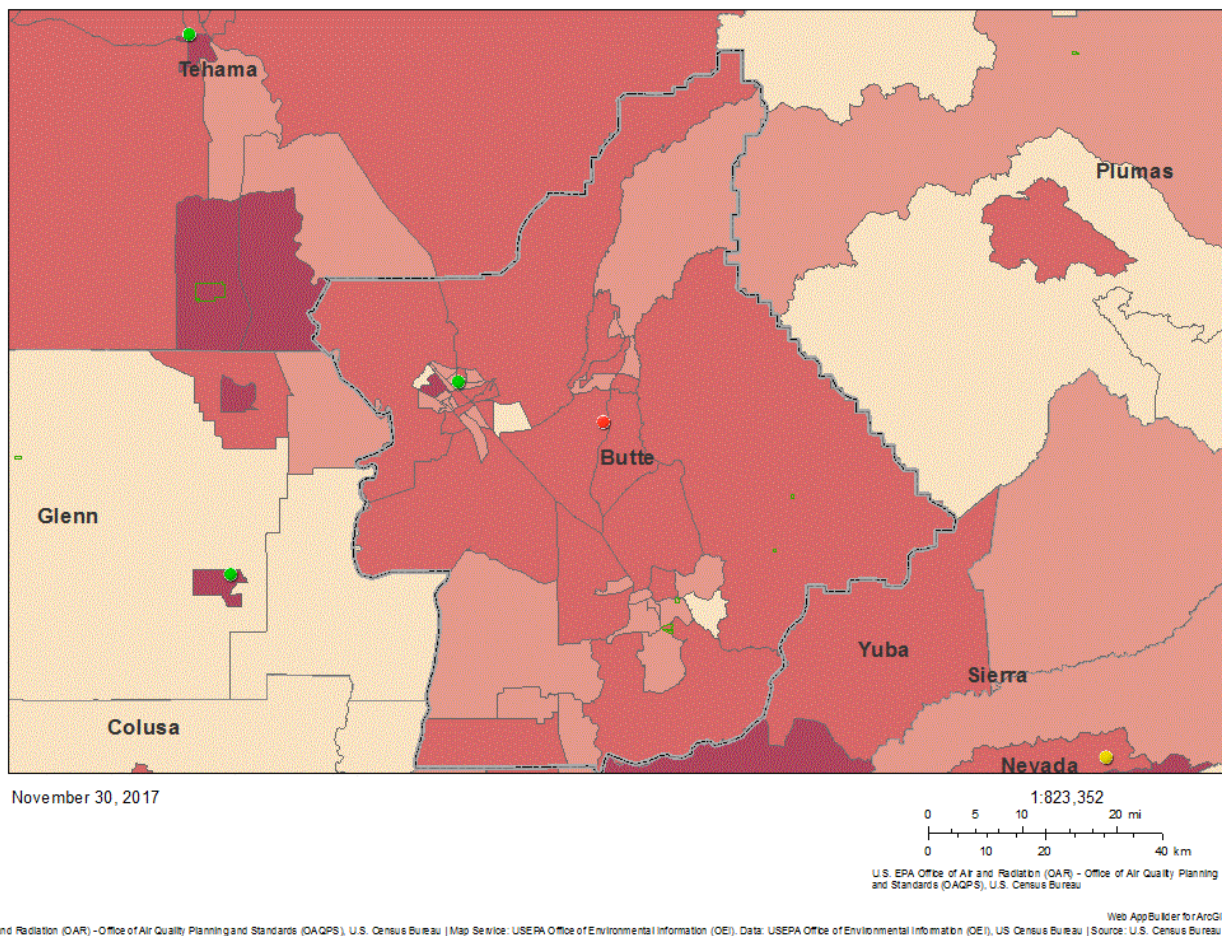 Tehama
Plumas
Butte
Glenn
Yuba
Sierra
Colusa
Nevada
November 30, 2017
1:823,352
0 5 10 20 mi
0 10 20 40 km
U.S. EPA Office of Air and Radiation (OAR) - Office of Air Quality Planning
and Standards (OAQPS), U.S. Census Bureau
Web AppBuilder for ArcGI
nd Radiation (OAR) - Office of Air Quality Planning and Standards (OAQPS), U.S. Census Bureau | Map Service: USEPA Office of Environmental Information (OEI). Data: USEPA Office of Environmental Information (OEI), US Census Bureau | Source: U.S. Census Bureau